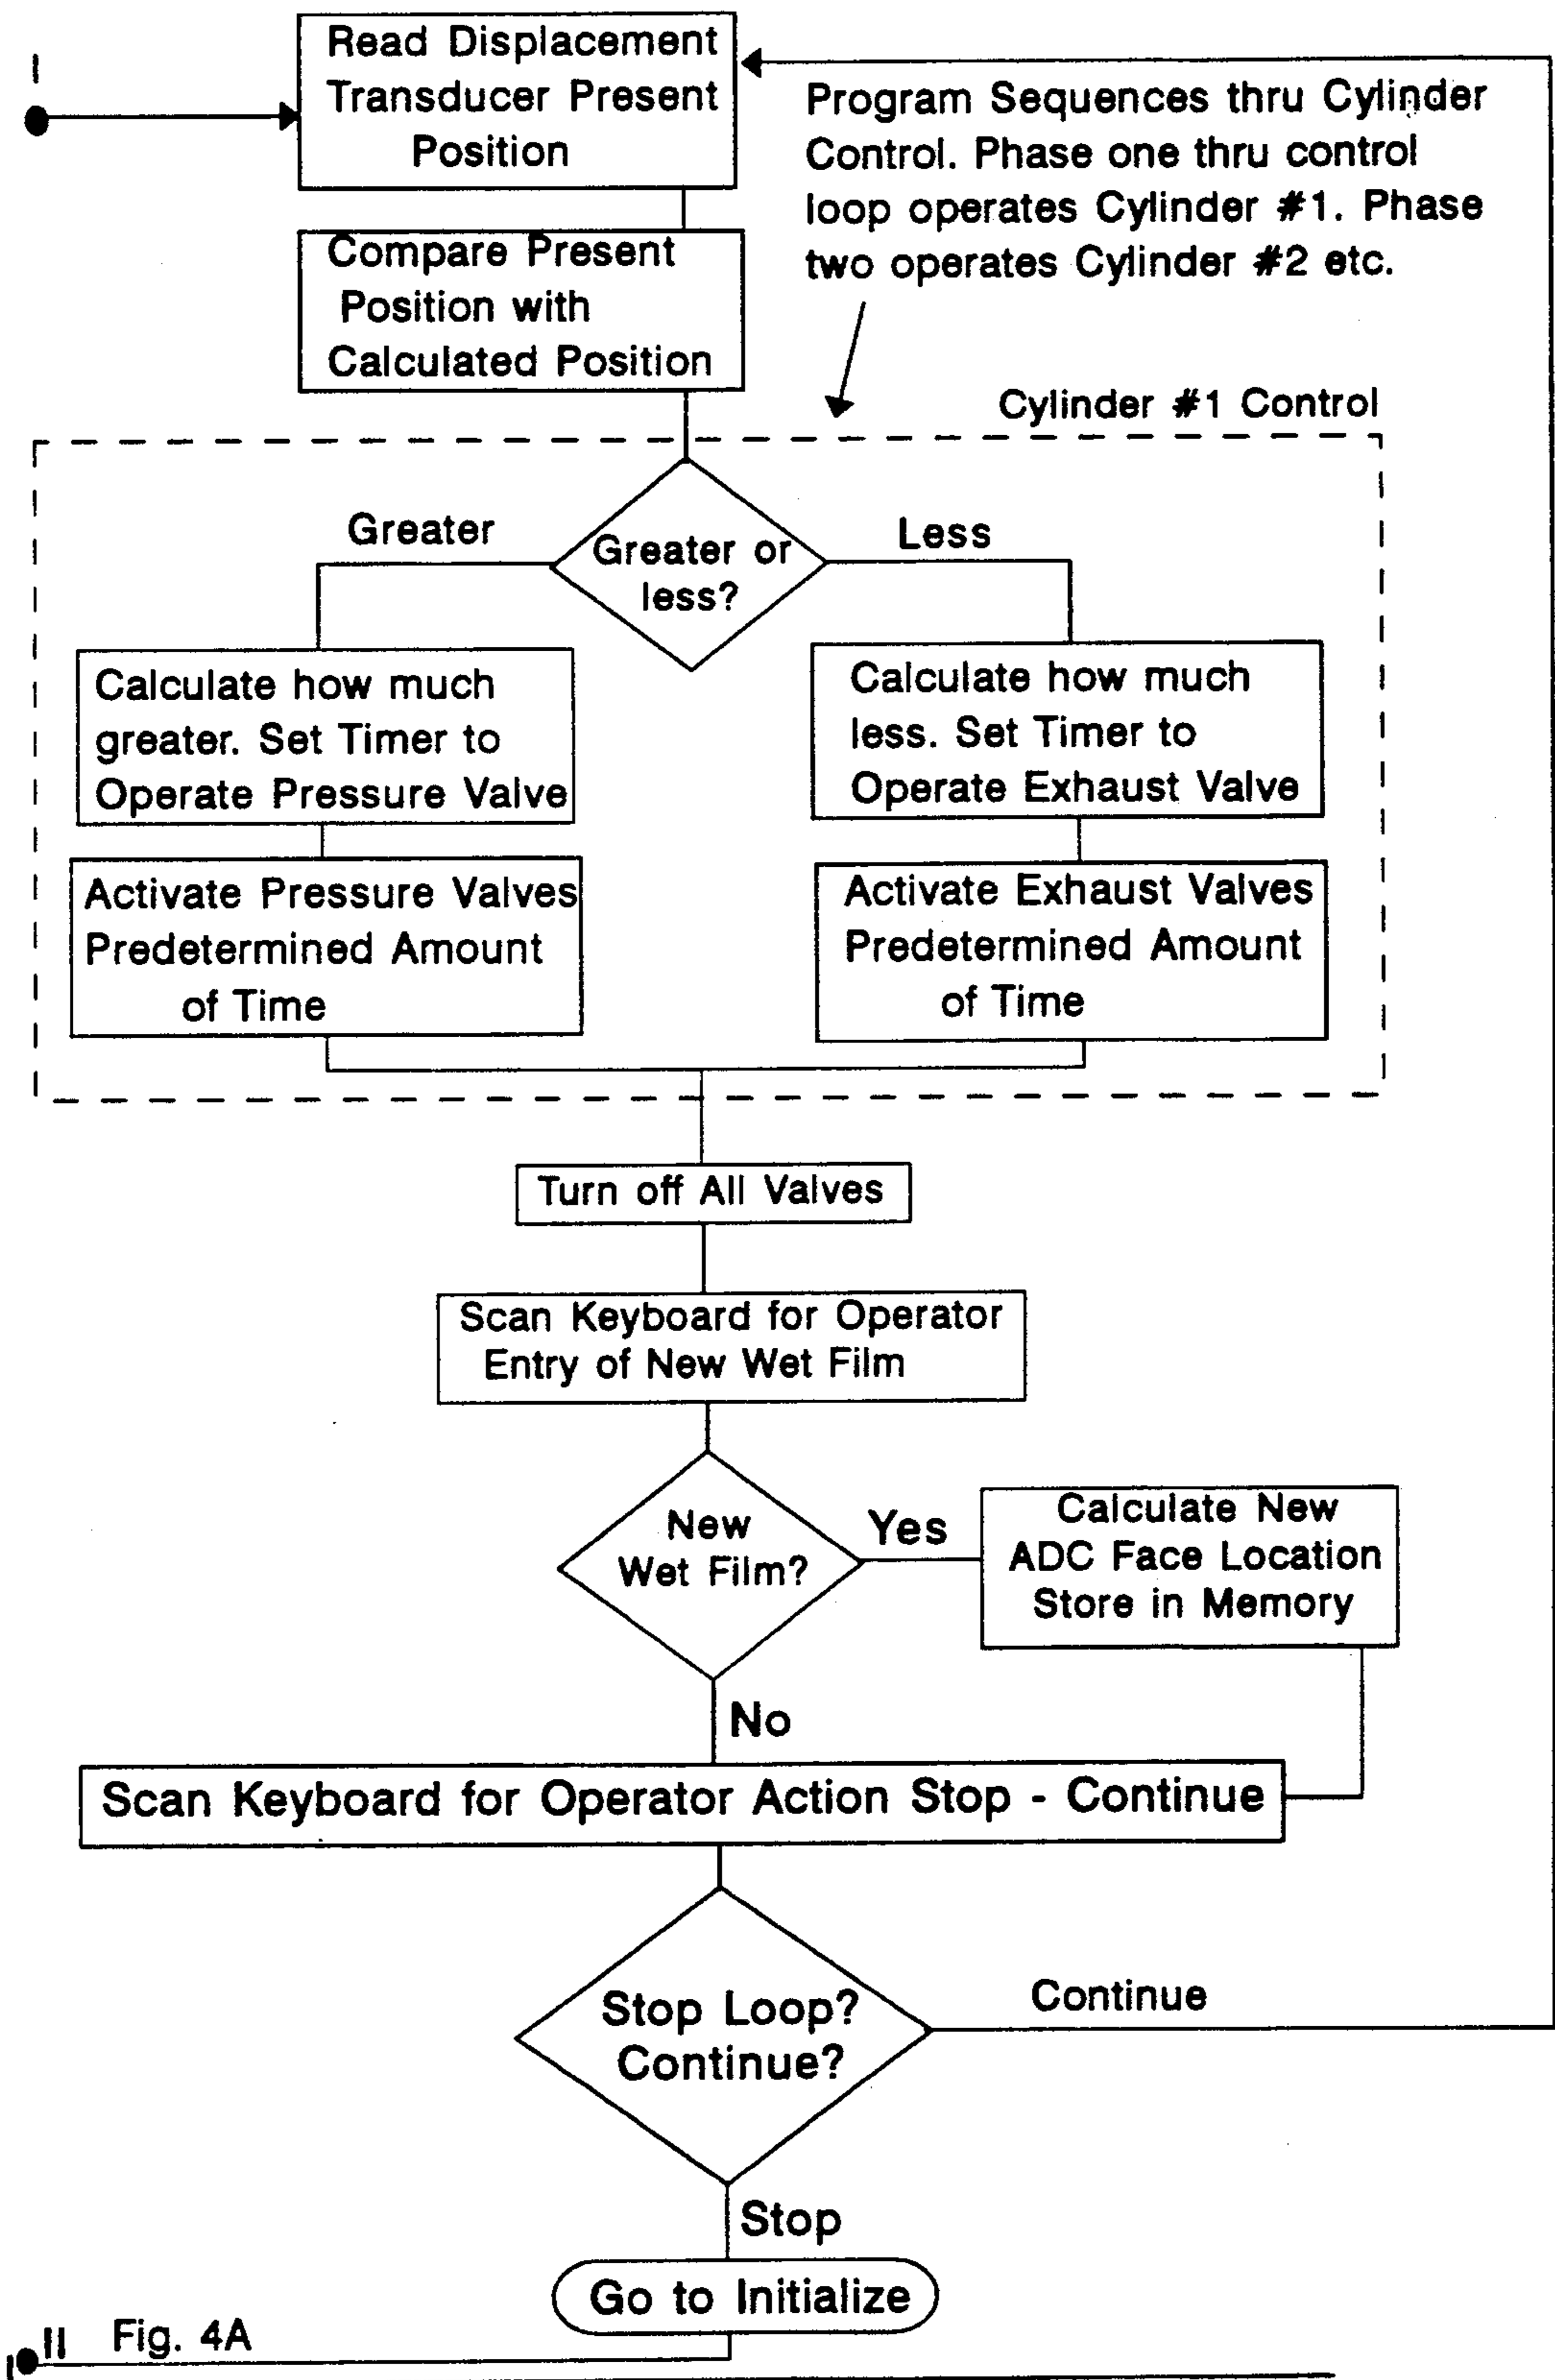 I
Read Displacement
Transducer Present
Position
Program Sequences thru Cylinder
Control. Phase one thru control
loop operates Cylinder #1. Phase
two operates Cylinder #2 etc.
Compare Present
Position with
Calculated Position
Cylinder #1 Control
Greater
Greater or
less?
Less
Calculate how much
greater. Set Timer to
Operate Pressure Valve
Calculate how much
less. Set Timer to
Operate Exhaust Valve
Activate Pressure Valves
Predetermined Amount
of Time
Activate Exhaust Valves
Predetermined Amount
of Time
Turn off All Valves
Scan Keyboard for Operator
Entry of New Wet Film
New
Wet Film?
Yes
Calculate New
ADC Face Location
Store in Memory
No
Scan Keyboard for Operator Action Stop - Continue
Stop Loop?
Continue?
Continue
Stop
Go to Initialize
II
Fig. 4A